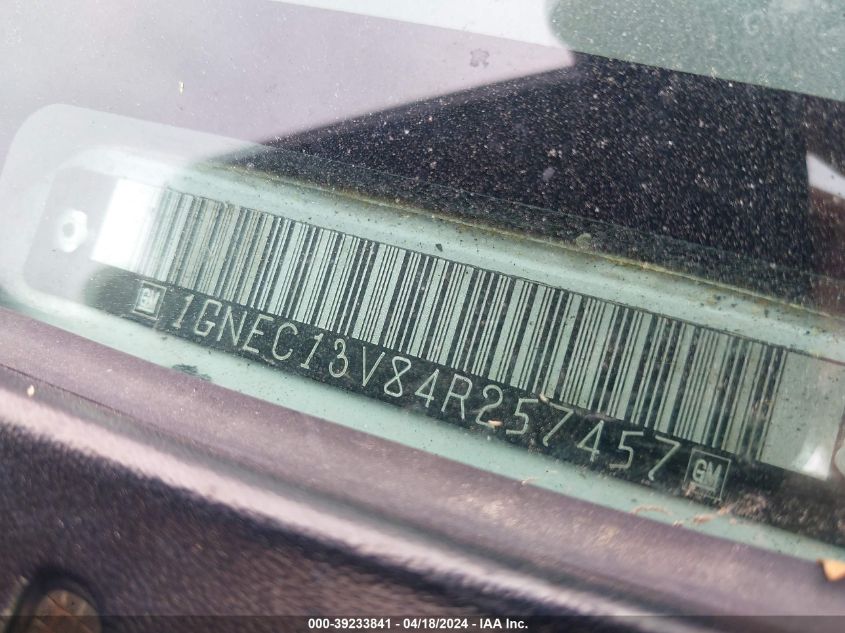 GM 1GNEC13V84R257457 GM
000-39233841 / 04/18/2024 - IAA Inc.